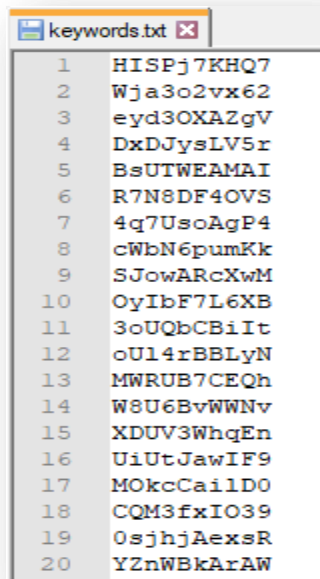 keywords.txt
1 HISPj7KHQ7
2 Wja3o2vx62
3 eyd3OXAZgV
4 DxDJysLV5r
5 BsUTWEAMAI
6 R7N8DF4OVS
7 4q7UsoAgP4
8 cWbN6pumKk
9 SJowARcXwM
10 OyIbF7L6XB
11 3oUQbCBiIt
12 oUl4rBBLyN
13 MWRUB7CEQh
14 W8U6BvWWNv
15 XDUV3WhqEn
16 UiUtJawIF9
17 MOkcCailD0
18 CQM3fxIO39
19 0sjhjAexsR
20 YZnWBkArAW